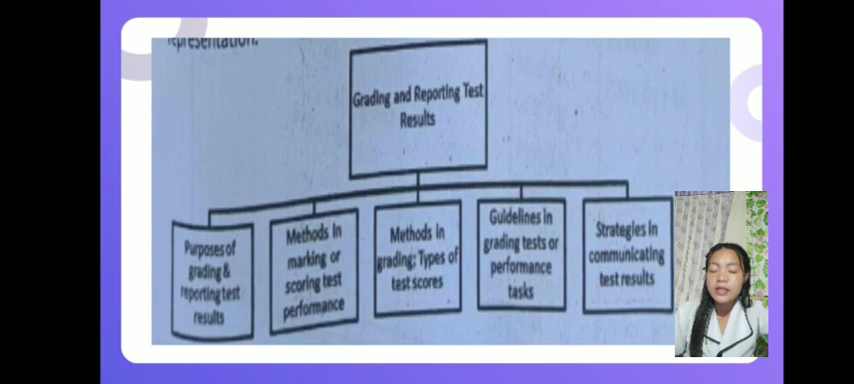 representation.
Grading and Reporting Test
Results
Purposes of
grading &
reporting test
results
Methods in
marking or
scoring test
performance
Methods in
grading: Types of
test scores
Guidelines in
grading tests or
performance
tasks
Strategies in
communicating
test results